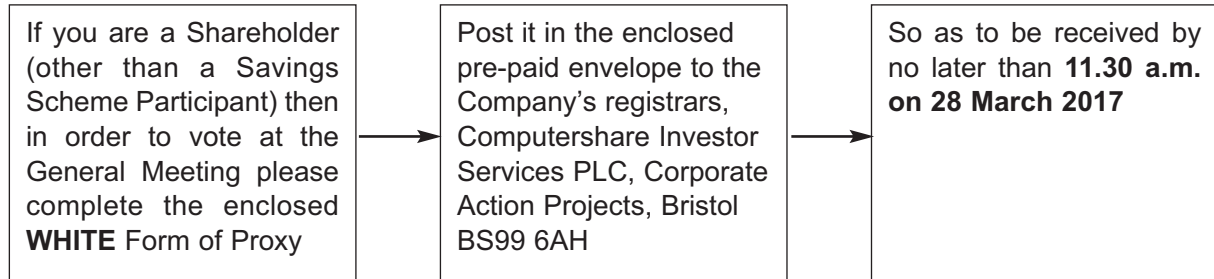 If you are a Shareholder
(other than a Savings
Scheme Participant) then
in order to vote at the
General Meeting please
complete the enclosed
WHITE Form of Proxy
Post it in the enclosed
pre-paid envelope to the
Company’s registrars,
Computershare Investor
Services PLC, Corporate
Action Projects, Bristol
BS99 6AH
So as to be received by
no later than 11.30 a.m.
on 28 March 2017